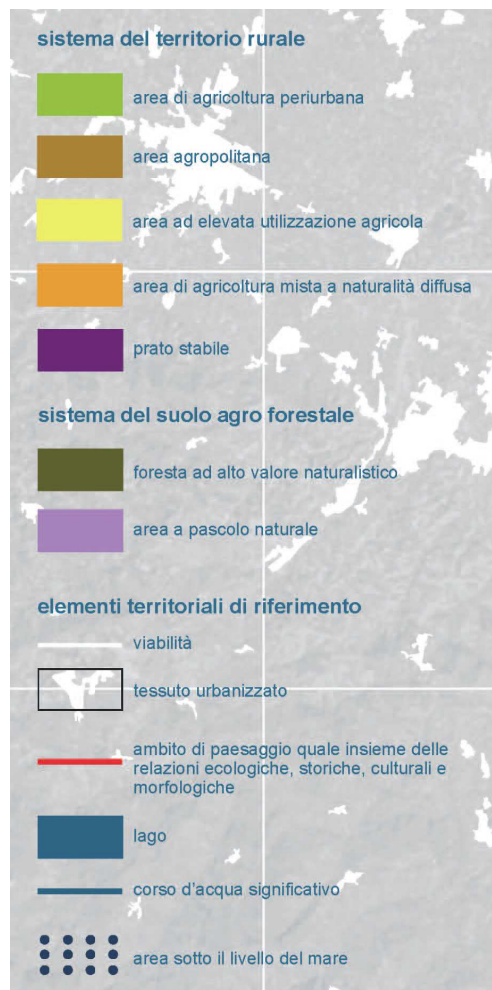 sistema del territorio rurale
area di agricoltura periurbana
area agropolitana
area ad elevata utilizzazione agricola
area di agricoltura mista a naturalità diffusa
prato stabile
sistema del suolo agro forestale
foresta ad alto valore naturalistico
area a pascolo naturale
elementi territoriali di riferimento
viabilità
tessuto urbanizzato
ambito di paesaggio quale insieme delle
relazioni ecologiche, storiche, culturali e
morfologiche
lago
corso d'acqua significativo
area sotto il livello del mare